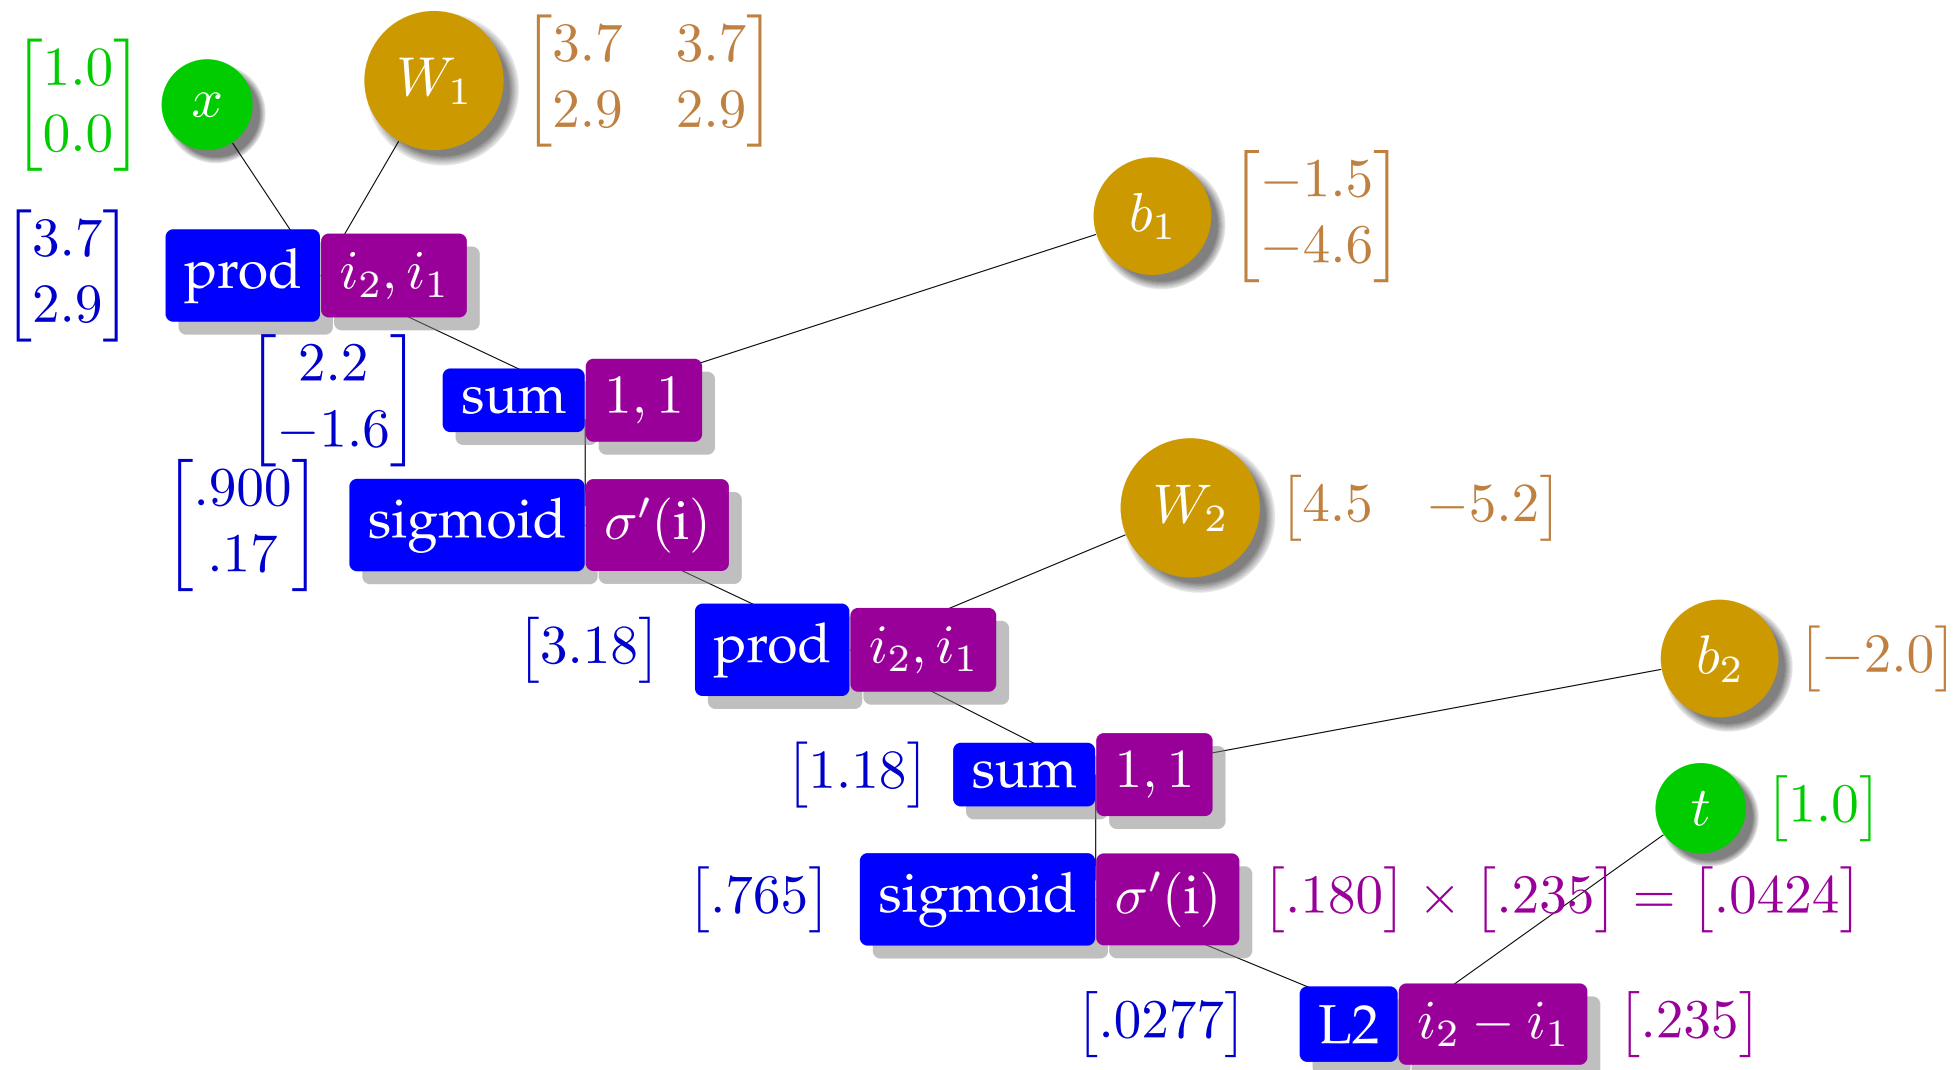 [1.0 0.0] x W₁ [3.7 3.7 2.9 2.9]
b₁ [−1.5 −4.6]
[3.7 2.9] prod i₂, i₁
[2.2 −1.6] sum 1, 1
[.900 .17] sigmoid σ′(i) W₂ [4.5 −5.2]
[3.18] prod i₂, i₁ b₂ [−2.0]
[1.18] sum 1, 1 t [1.0]
[.765] sigmoid σ′(i) [.180] × [.235] = [.0424]
[.0277] L2 i₂ − i₁ [.235]